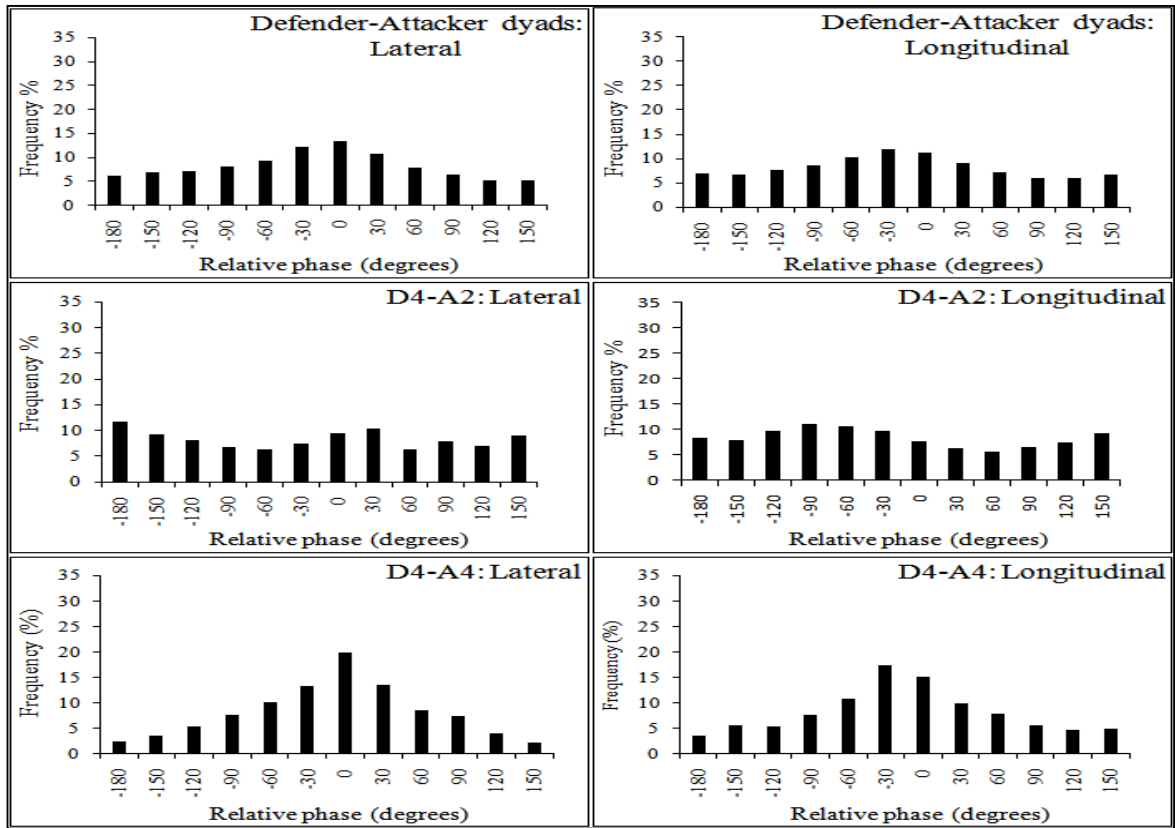 Defender-Attacker dyads:
Lateral
Frequency %
35
30
25
20
15
10
5
0
-180 -150 -120 -90 -60 -30 0 30 60 90 120 150
Relative phase (degrees)
Defender-Attacker dyads:
Longitudinal
Frequency %
35
30
25
20
15
10
5
0
-180 -150 -120 -90 -60 -30 0 30 60 90 120 150
Relative phase (degrees)
D4-A2: Lateral
Frequency %
35
30
25
20
15
10
5
0
-180 -150 -120 -90 -60 -30 0 30 60 90 120 150
Relative phase (degrees)
D4-A2: Longitudinal
Frequency %
35
30
25
20
15
10
5
0
-180 -150 -120 -90 -60 -30 0 30 60 90 120 150
Relative phase (degrees)
D4-A4: Lateral
Frequency (%)
35
30
25
20
15
10
5
0
-180 -150 -120 -90 -60 -30 0 30 60 90 120 150
Relative phase (degrees)
D4-A4: Longitudinal
Frequency (%)
35
30
25
20
15
10
5
0
-180 -150 -120 -90 -60 -30 0 30 60 90 120 150
Relative phase (degrees)